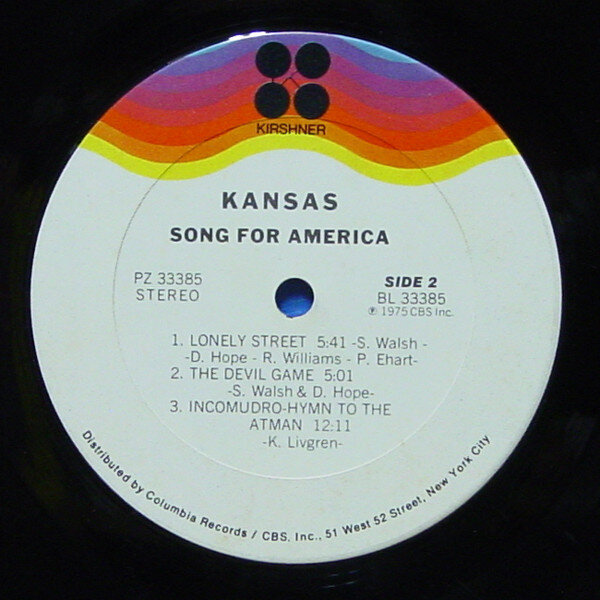 KIRSHNER
KANSAS
SONG FOR AMERICA
PZ 33385
STEREO
SIDE 2
BL 33385
℗ 1975 CBS Inc.
1. LONELY STREET 5:41 -S. Walsh -
-D. Hope - R. Williams - P. Ehart-
2. THE DEVIL GAME 5:01
-S. Walsh & D. Hope-
3. INCOMUDRO-HYMN TO THE
ATMAN 12:11
-K. Livgren-
Distributed by Columbia Records / CBS, Inc., 51 West 52 Street, New York City